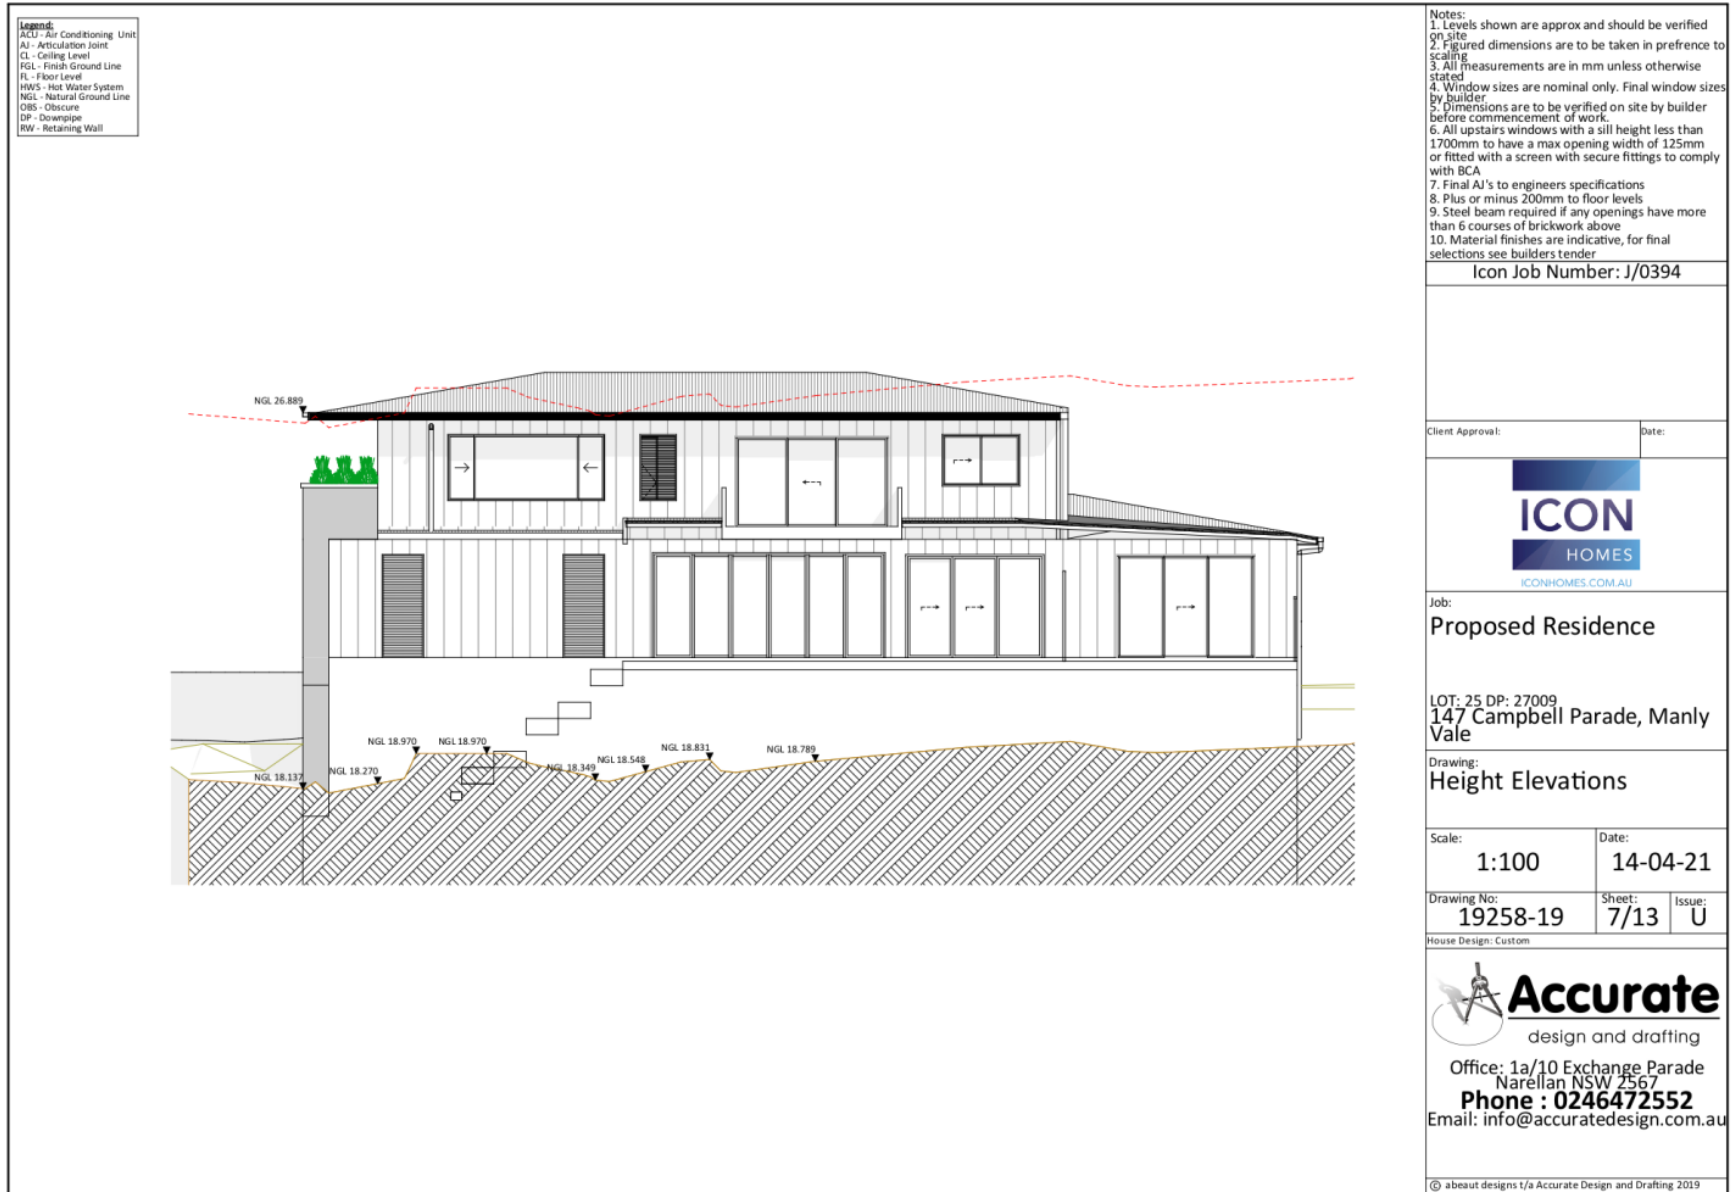 Legend:
ACU - Air Conditioning Unit
AJ - Articulation Joint
CL - Ceiling Level
FGL - Finish Ground Line
FL - Floor Level
HWS - Hot Water System
NGL - Natural Ground Line
OBS - Obscure
DP - Downpipe
RW - Retaining Wall
NGL 26.889
NGL 18.970
NGL 18.970
NGL 18.831
NGL 18.789
NGL 18.548
NGL 18.349
NGL 18.270
NGL 18.137
Notes:
1. Levels shown are approx and should be verified
on site
2. Figured dimensions are to be taken in prefrence to
scaling
3. All measurements are in mm unless otherwise
stated
4. Window sizes are nominal only. Final window sizes
by builder
5. Dimensions are to be verified on site by builder
before commencement of work.
6. All upstairs windows with a sill height less than
1700mm to have a max opening width of 125mm
or fitted with a screen with secure fittings to comply
with BCA
7. Final AJ's to engineers specifications
8. Plus or minus 200mm to floor levels
9. Steel beam required if any openings have more
than 6 courses of brickwork above
10. Material finishes are indicative, for final
selections see builders tender
Icon Job Number: J/0394
Client Approval:
Date:
ICON
HOMES
ICONHOMES.COM.AU
Job:
Proposed Residence
LOT: 25 DP: 27009
147 Campbell Parade, Manly
Vale
Drawing:
Height Elevations
Scale:
1:100
Date:
14-04-21
Drawing No:
19258-19
Sheet:
7/13
Issue:
U
House Design: Custom
Accurate
design and drafting
Office: 1a/10 Exchange Parade
Narellan NSW 2567
Phone : 0246472552
Email: info@accuratedesign.com.au
© abeaut designs t/a Accurate Design and Drafting 2019